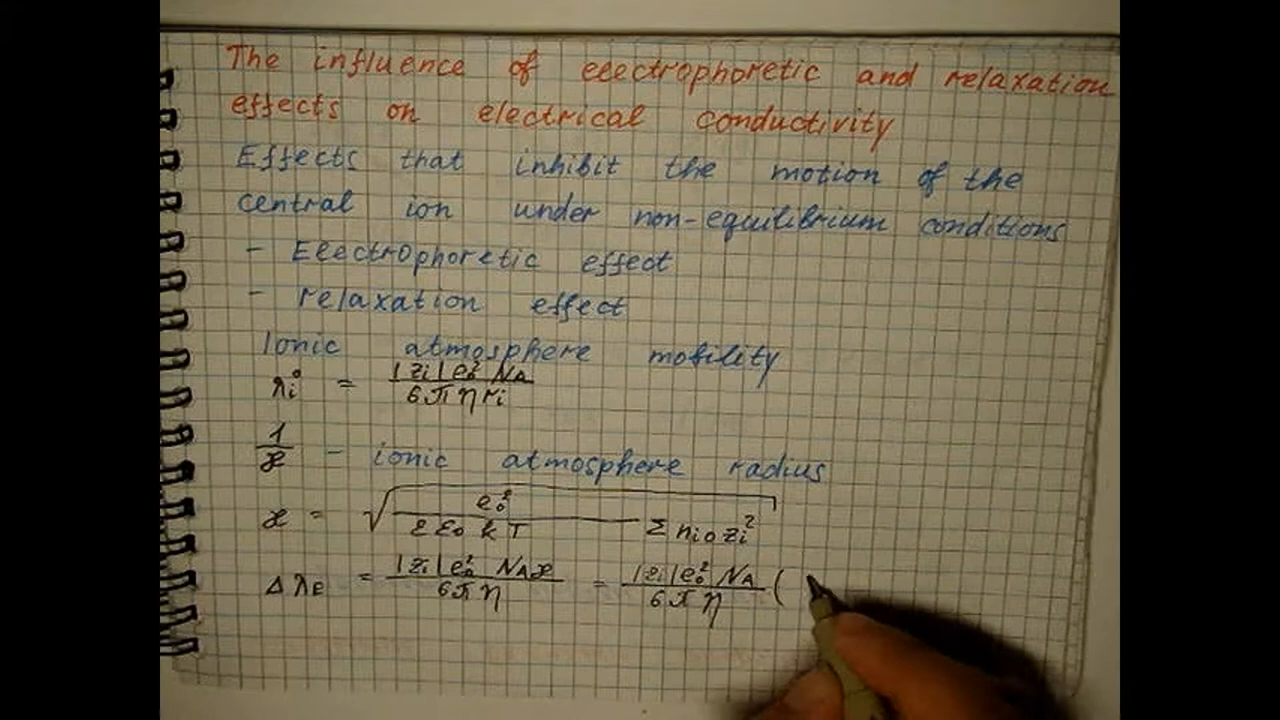 The influence of electrophoretic and relaxation
effects on electrical conductivity
Effects that inhibit the motion of the
central ion under non-equilibrium conditions
- Electrophoretic effect
- relaxation effect
Ionic atmosphere mobility
λi° = |zi| e₀² NA / 6πηri
1/æ - ionic atmosphere radius
æ = √(e₀² / εε₀kT Σ ni₀ zi²)
ΔλE = |zi| e₀² NA æ / 6πη = |zi| e₀² NA / 6πη (